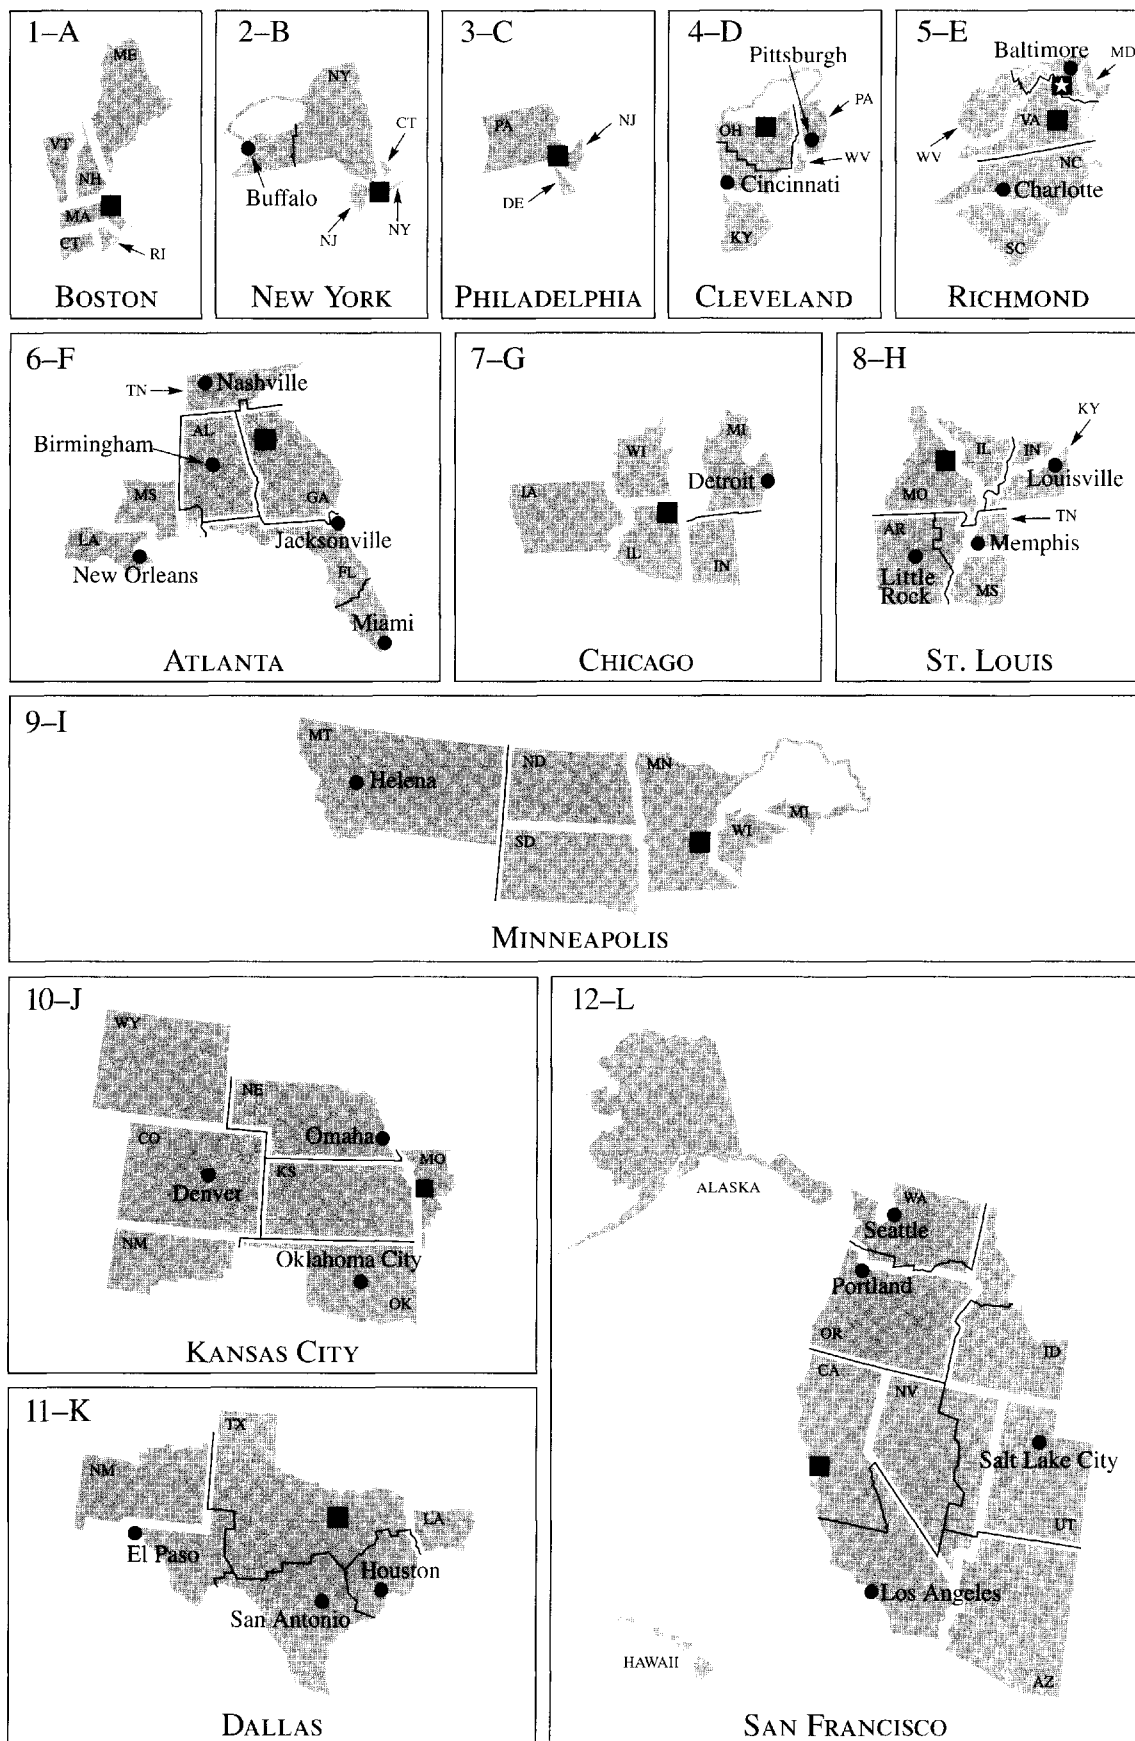 1–A
ME
VT
NH
MA
CT
RI
BOSTON
2–B
NY
CT
Buffalo
NJ
NY
NEW YORK
3–C
PA
NJ
DE
PHILADELPHIA
4–D
Pittsburgh
PA
OH
WV
Cincinnati
KY
CLEVELAND
5–E
Baltimore
MD
VA
WV
NC
Charlotte
SC
RICHMOND
6–F
TN
Nashville
AL
Birmingham
MS
GA
LA
Jacksonville
New Orleans
FL
Miami
ATLANTA
7–G
MI
WI
Detroit
IA
IL
IN
CHICAGO
8–H
KY
IL
IN
Louisville
MO
TN
AR
Memphis
Little
Rock
MS
ST. LOUIS
9–I
MT
ND
MN
Helena
MI
WI
SD
MINNEAPOLIS
10–J
WY
NE
Omaha
CO
MO
KS
Denver
NM
Oklahoma City
OK
KANSAS CITY
11–K
TX
NM
LA
El Paso
Houston
San Antonio
DALLAS
12–L
ALASKA
WA
Seattle
Portland
OR
ID
CA
NV
Salt Lake City
UT
Los Angeles
HAWAII
AZ
SAN FRANCISCO